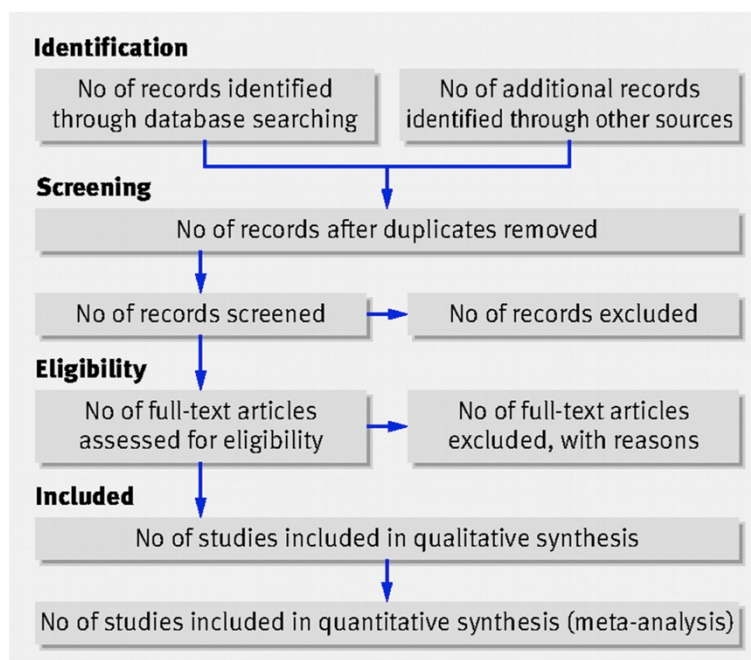 Identification
No of records identified
through database searching
No of additional records
identified through other sources
Screening
No of records after duplicates removed
No of records screened
No of records excluded
Eligibility
No of full-text articles
assessed for eligibility
No of full-text articles
excluded, with reasons
Included
No of studies included in qualitative synthesis
No of studies included in quantitative synthesis (meta-analysis)